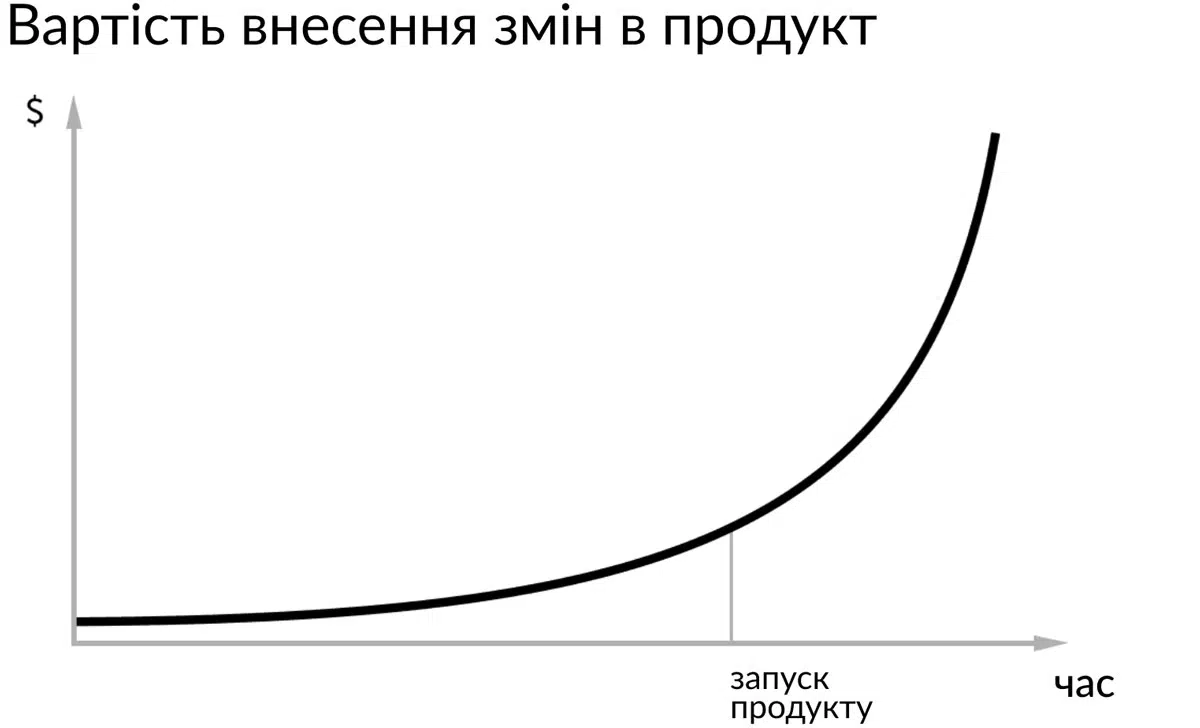 Вартість внесення змін в продукт
$
запуск
продукту
час